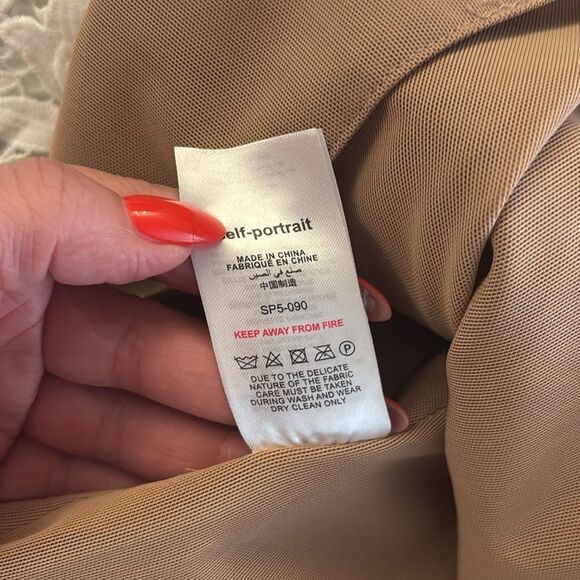 self-portrait
MADE IN CHINA
FABRIQUÉ EN CHINE
صنع في الصين
中国制造
SP5-090
KEEP AWAY FROM FIRE
P
DUE TO THE DELICATE
NATURE OF THE FABRIC
CARE MUST BE TAKEN
DURING WASH AND WEAR
DRY CLEAN ONLY